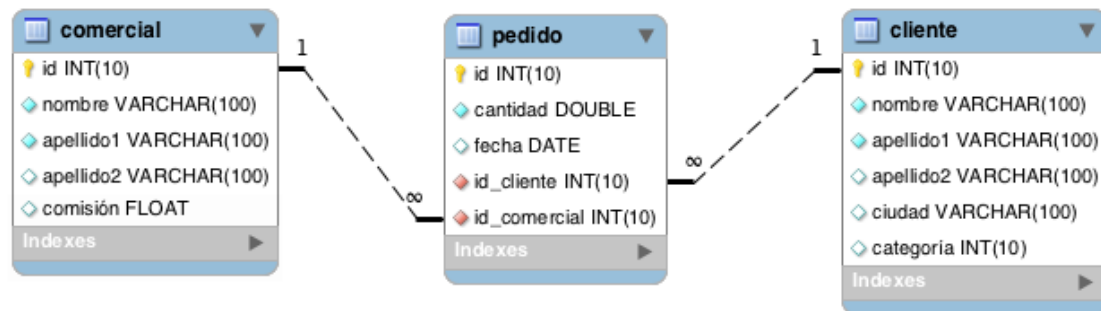 comercial
id INT(10)
nombre VARCHAR(100)
apellido1 VARCHAR(100)
apellido2 VARCHAR(100)
comisión FLOAT
Indexes
1
∞
pedido
id INT(10)
cantidad DOUBLE
fecha DATE
id_cliente INT(10)
id_comercial INT(10)
Indexes
1
∞
cliente
id INT(10)
nombre VARCHAR(100)
apellido1 VARCHAR(100)
apellido2 VARCHAR(100)
ciudad VARCHAR(100)
categoría INT(10)
Indexes